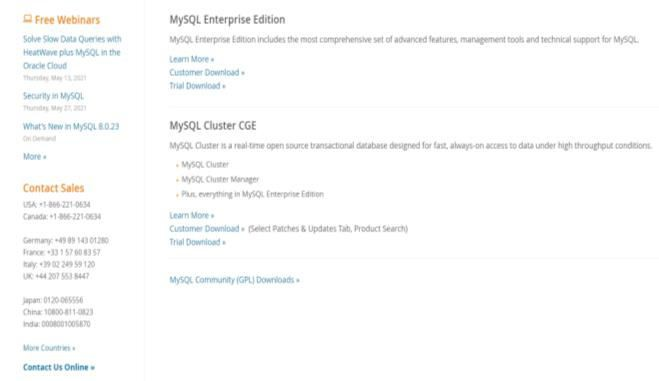 Free Webinars
Solve Slow Data Queries with
HeatWave plus MySQL in the
Oracle Cloud
Thursday, May 13, 2021
Security in MySQL
Thursday, May 27, 2021
What's New in MySQL 8.0.23
On Demand
More »
Contact Sales
USA: +1-866-221-0634
Canada: +1-866-221-0634
Germany: +49 89 143 01280
France: +33 1 57 60 83 57
Italy: +39 02 249 59 120
UK: +44 207 553 8447
Japan: 0120-065556
China: 10800-811-0823
India: 0008001005870
More Countries »
Contact Us Online »
MySQL Enterprise Edition
MySQL Enterprise Edition includes the most comprehensive set of advanced features, management tools and technical support for MySQL.
Learn More »
Customer Download »
Trial Download »
MySQL Cluster CGE
MySQL Cluster is a real-time open source transactional database designed for fast, always-on access to data under high throughput conditions.
MySQL Cluster
MySQL Cluster Manager
Plus, everything in MySQL Enterprise Edition
Learn More »
Customer Download » (Select Patches & Updates Tab, Product Search)
Trial Download »
MySQL Community (GPL) Downloads »